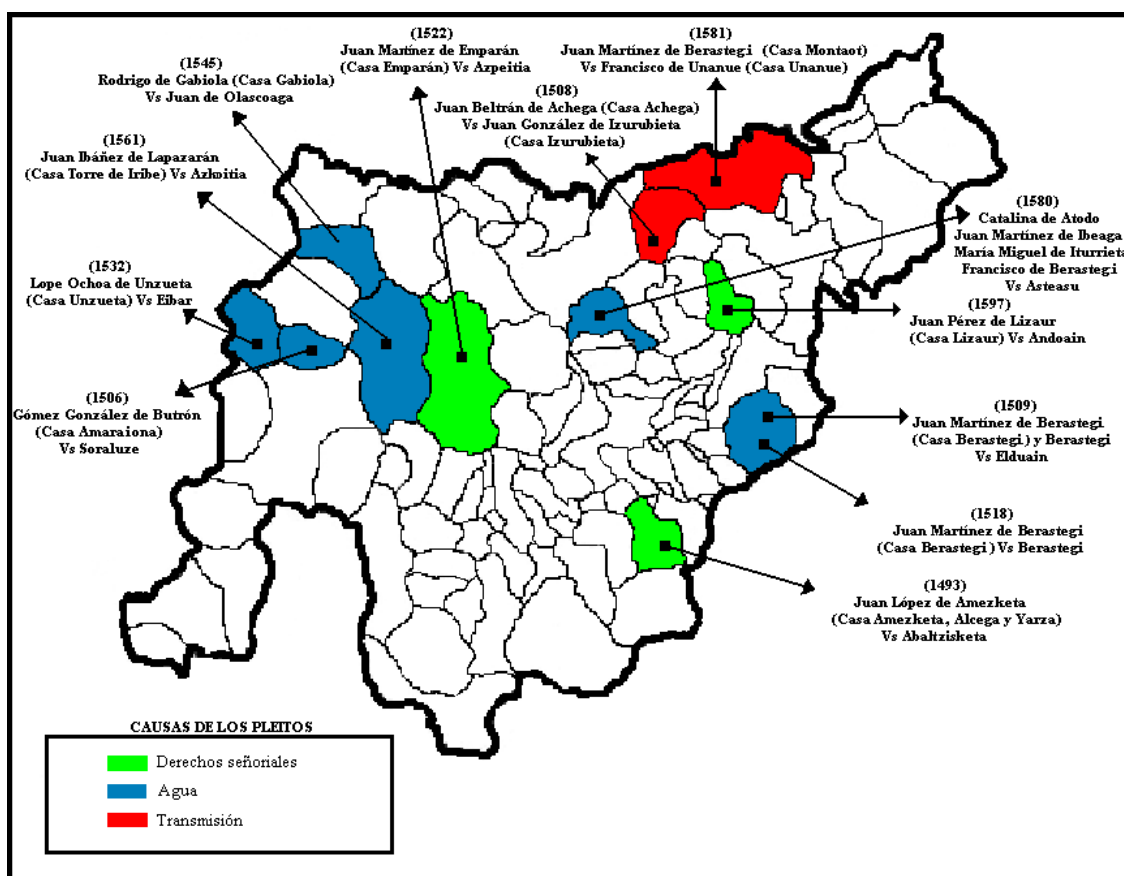 (1522)
Juan Martínez de Emparán
(Casa Emparán) Vs Azpeitia
(1581)
Juan Martínez de Berastegi (Casa Montaot)
Vs Francisco de Unanue (Casa Unanue)
(1545)
Rodrigo de Gabiola (Casa Gabiola)
Vs Juan de Olascoaga
(1508)
Juan Beltrán de Achega (Casa Achega)
Vs Juan González de Izurubieta
(Casa Izurubieta)
(1561)
Juan Ibáñez de Lapazarán
(Casa Torre de Iribe) Vs Azkoitia
(1580)
Catalina de Atodo
Juan Martínez de Ibeaga
María Miguel de Iturrieta
Francisco de Berastegi
Vs Asteasu
(1532)
Lope Ochoa de Unzueta
(Casa Unzueta) Vs Eibar
(1597)
Juan Pérez de Lizaur
(Casa Lizaur) Vs Andoain
(1506)
Gómez González de Butrón
(Casa Amaraiona)
Vs Soraluze
(1509)
Juan Martínez de Berastegi
(Casa Berastegi) y Berastegi
Vs Elduain
(1518)
Juan Martínez de Berastegi
(Casa Berastegi) Vs Berastegi
(1493)
Juan López de Amezketa
(Casa Amezketa, Alcega y Yarza)
Vs Abaltzisketa
CAUSAS DE LOS PLEITOS
Derechos señoriales
Agua
Transmisión